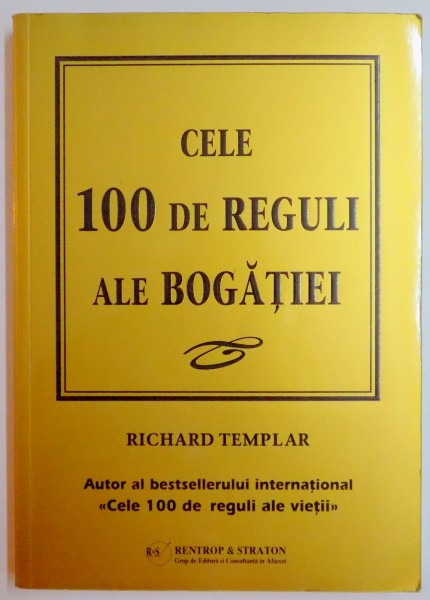 CELE
100 DE REGULI
ALE BOGĂȚIEI
RICHARD TEMPLAR
Autor al bestsellerului internațional
«Cele 100 de reguli ale vieții»
R•S RENTROP & STRATON
Grup de Editură și Consultanță în Afaceri